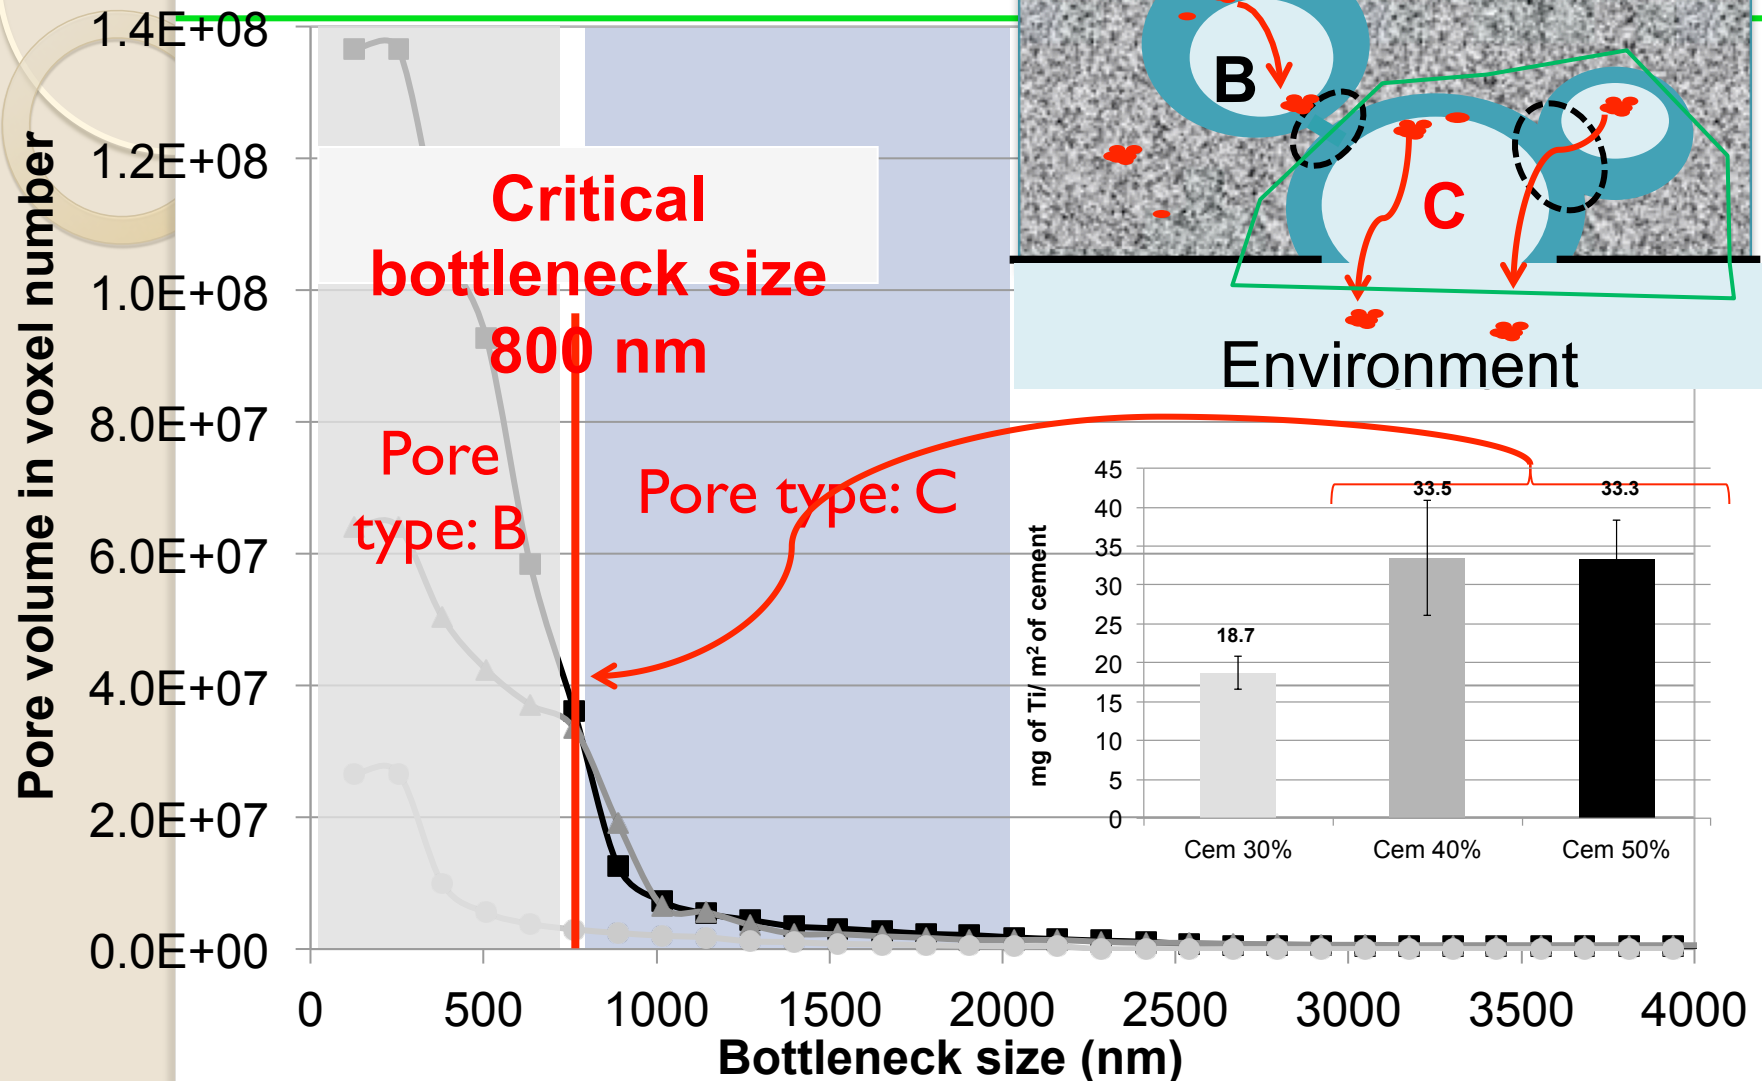 Pore volume in voxel number
1.4E+08
1.2E+08
1.0E+08
8.0E+07
6.0E+07
4.0E+07
2.0E+07
0.0E+00
Critical
bottleneck size
800 nm
Pore
type: B
Pore type: C
B
C
Environment
mg of Ti/ m² of cement
45
40
35
30
25
20
15
10
5
0
18.7
33.5
33.3
Cem 30%
Cem 40%
Cem 50%
0
500
1000
1500
2000
2500
3000
3500
4000
Bottleneck size (nm)